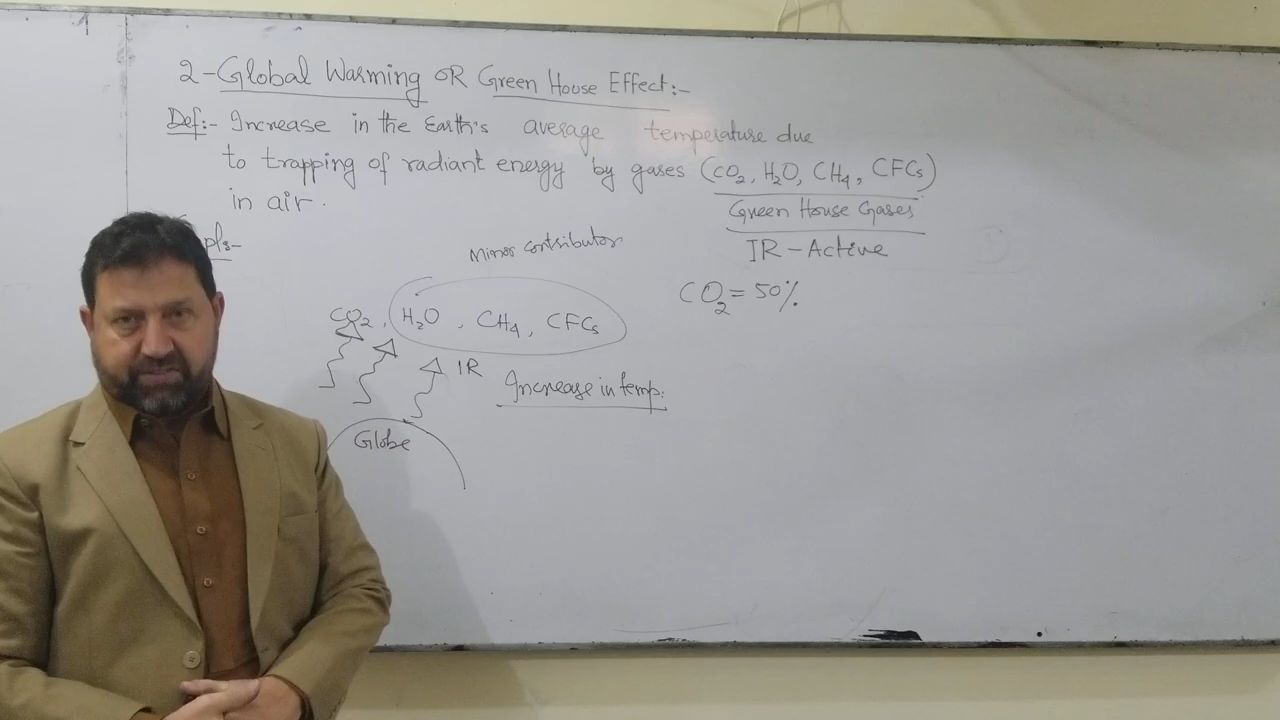 2-Global Warming OR Green House Effect:-
Def:- Increase in the Earth's average temperature due
to trapping of radiant energy by gases (CO2, H2O, CH4, CFCs)
in air.
Green House Gases
IR-Active
Minor contributor
CO2, H2O, CH4, CFCs
CO2 = 50%
IR
Increase in temp:
Globe